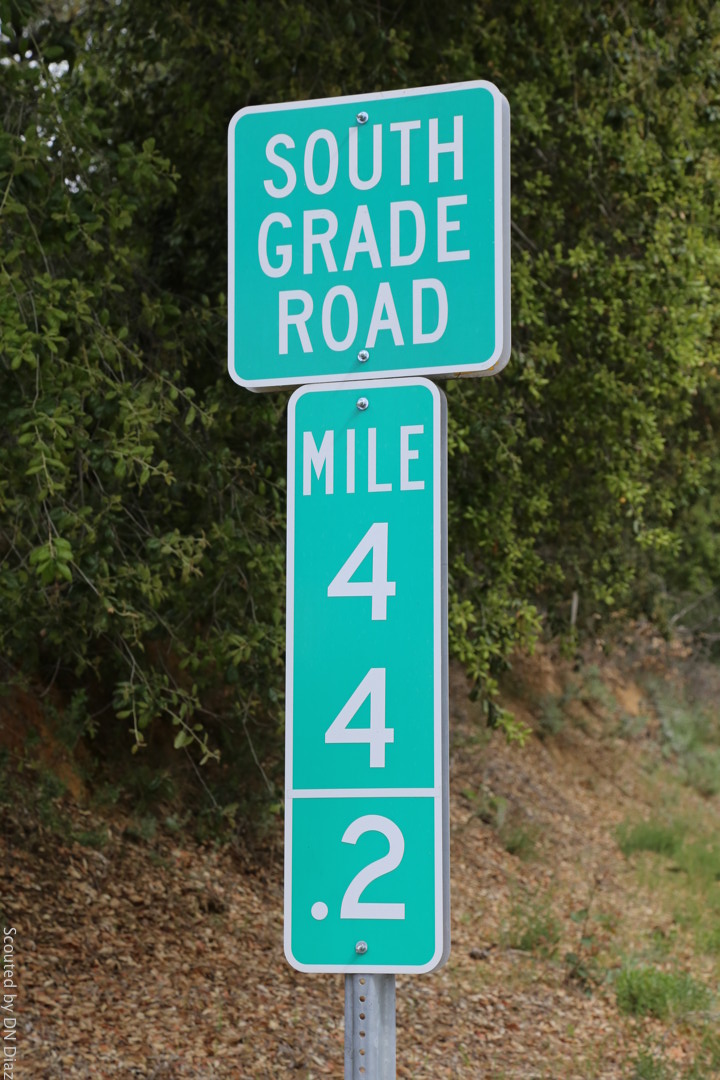 SOUTH
GRADE
ROAD
MILE
4
4
.2
Scouted by DN Diaz